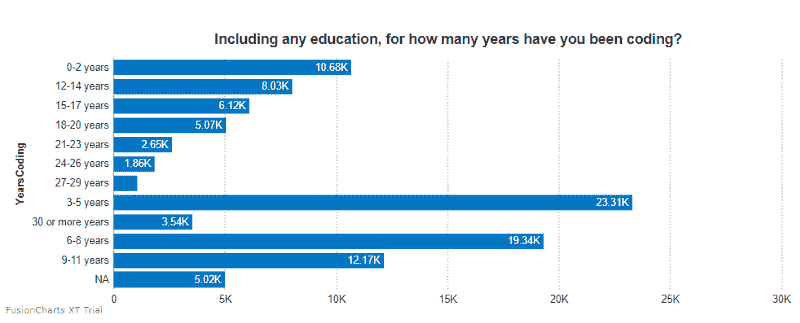 Including any education, for how many years have you been coding?
YearsCoding
0-2 years 10.68K
12-14 years 8.03K
15-17 years 6.12K
18-20 years 5.07K
21-23 years 2.65K
24-26 years 1.86K
27-29 years
3-5 years 23.31K
30 or more years 3.54K
6-8 years 19.34K
9-11 years 12.17K
NA 5.02K
0 5K 10K 15K 20K 25K 30K
FusionCharts XT Trial